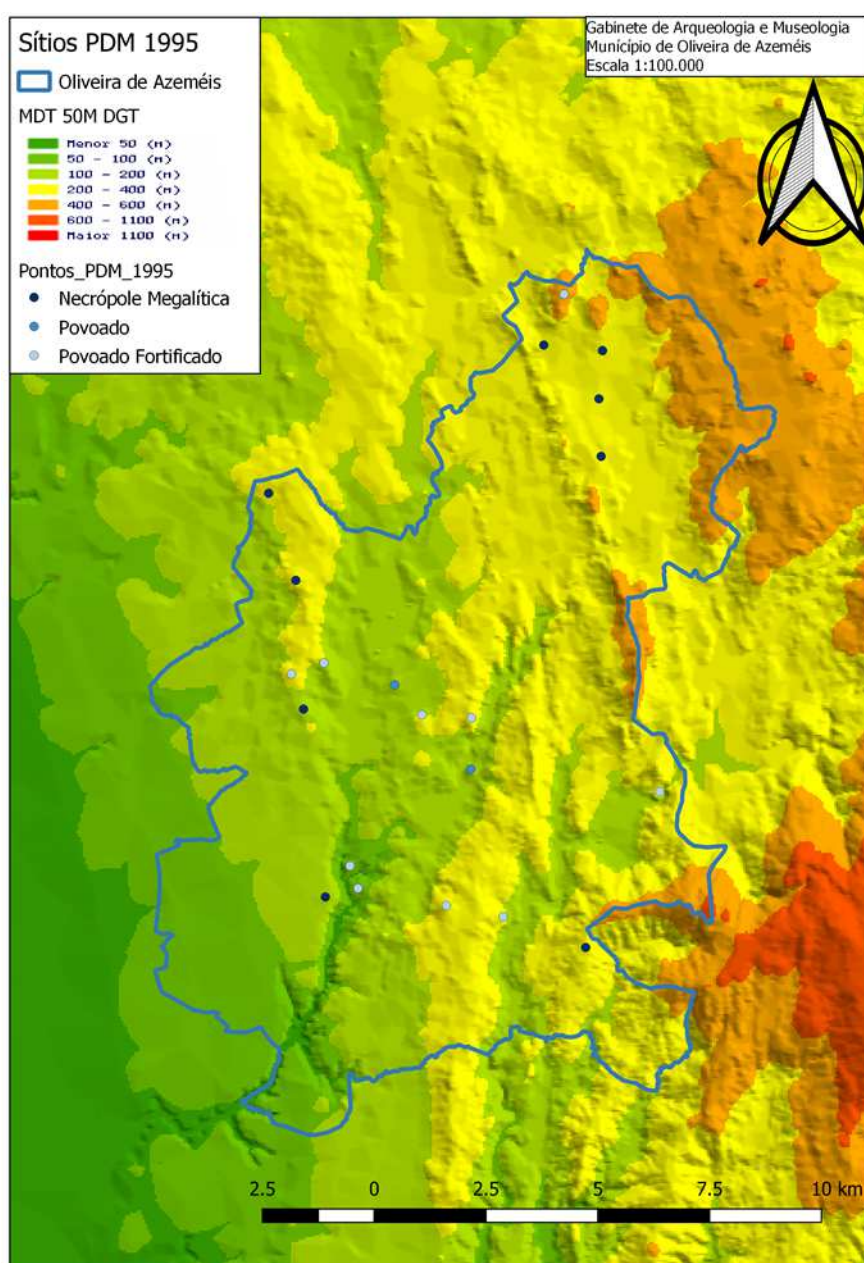 Sítios PDM 1995
Oliveira de Azeméis
MDT 50M DGT
Menor 50 (m)
50 - 100 (m)
100 - 200 (m)
200 - 400 (m)
400 - 600 (m)
600 - 1100 (m)
Maior 1100 (m)
Pontos_PDM_1995
Necrópole Megalítica
Povoado
Povoado Fortificado
Gabinete de Arqueologia e Museologia
Município de Oliveira de Azeméis
Escala 1:100.000
2.5 0 2.5 5 7.5 10 km